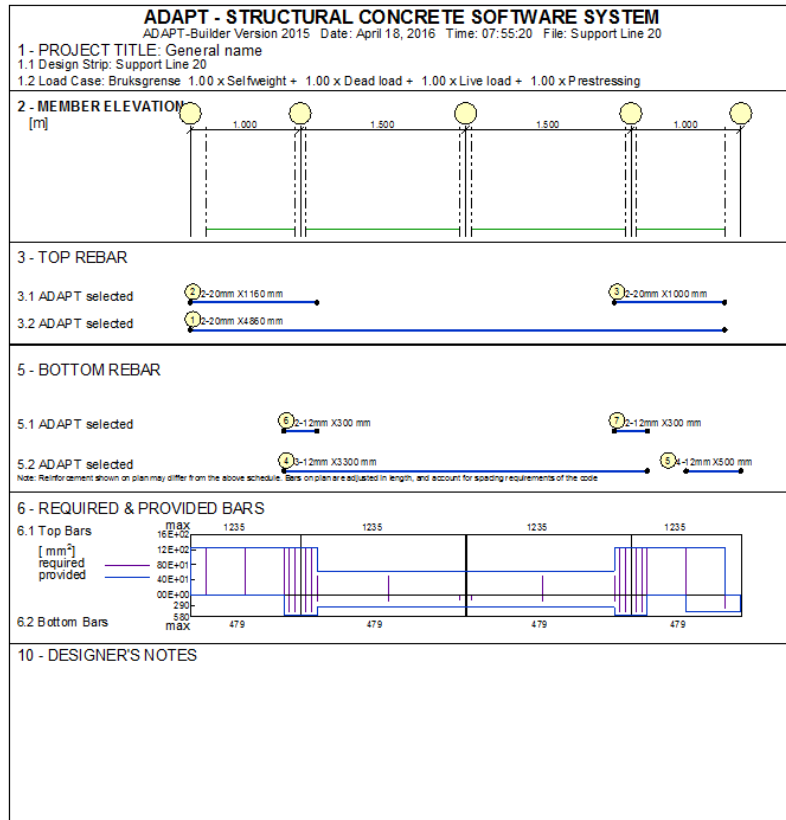 ADAPT - STRUCTURAL CONCRETE SOFTWARE SYSTEM
ADAPT-Builder Version 2015 Date: April 18, 2016 Time: 07:55:20 File: Support Line 20
1 - PROJECT TITLE: General name
1.1 Design Strip: Support Line 20
1.2 Load Case: Bruksgrense 1.00 x Selfweight + 1.00 x Dead load + 1.00 x Live load + 1.00 x Prestressing
2 - MEMBER ELEVATION
[m] 1.000 1.500 1.500 1.000
3 - TOP REBAR
3.1 ADAPT selected 2 2-20mm X1160 mm 3 2-20mm X1000 mm
3.2 ADAPT selected 1 2-20mm X4860 mm
5 - BOTTOM REBAR
5.1 ADAPT selected 6 2-12mm X300 mm 7 2-12mm X300 mm
5.2 ADAPT selected 4 3-12mm X3300 mm 5 4-12mm X500 mm
Note: Reinforcement shown on plan may differ from the above schedule. Bars on plan are adjusted in length, and account for spacing requirements of the code
6 - REQUIRED & PROVIDED BARS
6.1 Top Bars max 1235 1235 1235 1235
16E+02
[ mm2] 12E+02
required 80E+01
provided 40E+01
00E+00
290
580
6.2 Bottom Bars max 479 479 479 479
10 - DESIGNER'S NOTES